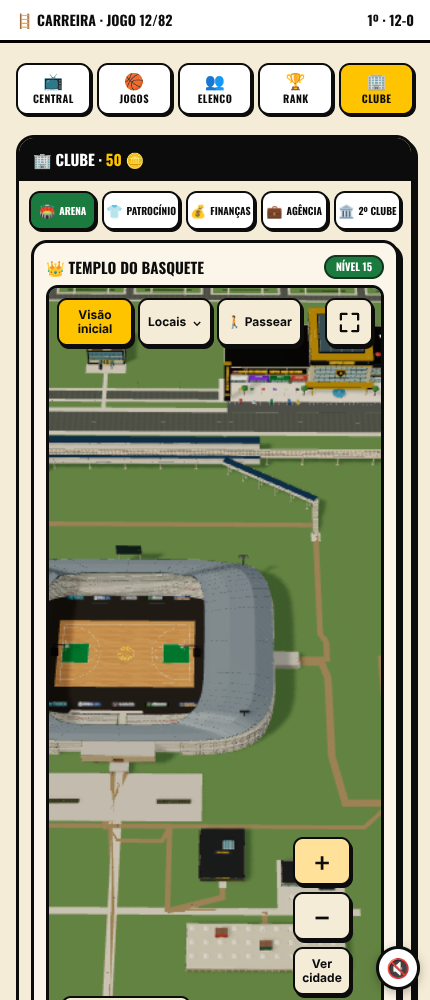 CARREIRA · JOGO 12/82
1º · 12-0
CENTRAL
JOGOS
ELENCO
RANK
CLUBE
CLUBE · 50
ARENA
PATROCÍNIO
FINANÇAS
AGÊNCIA
2º CLUBE
TEMPLO DO BASQUETE
NÍVEL 15
Visão
inicial
Locais
Passear
+
−
Ver
cidade